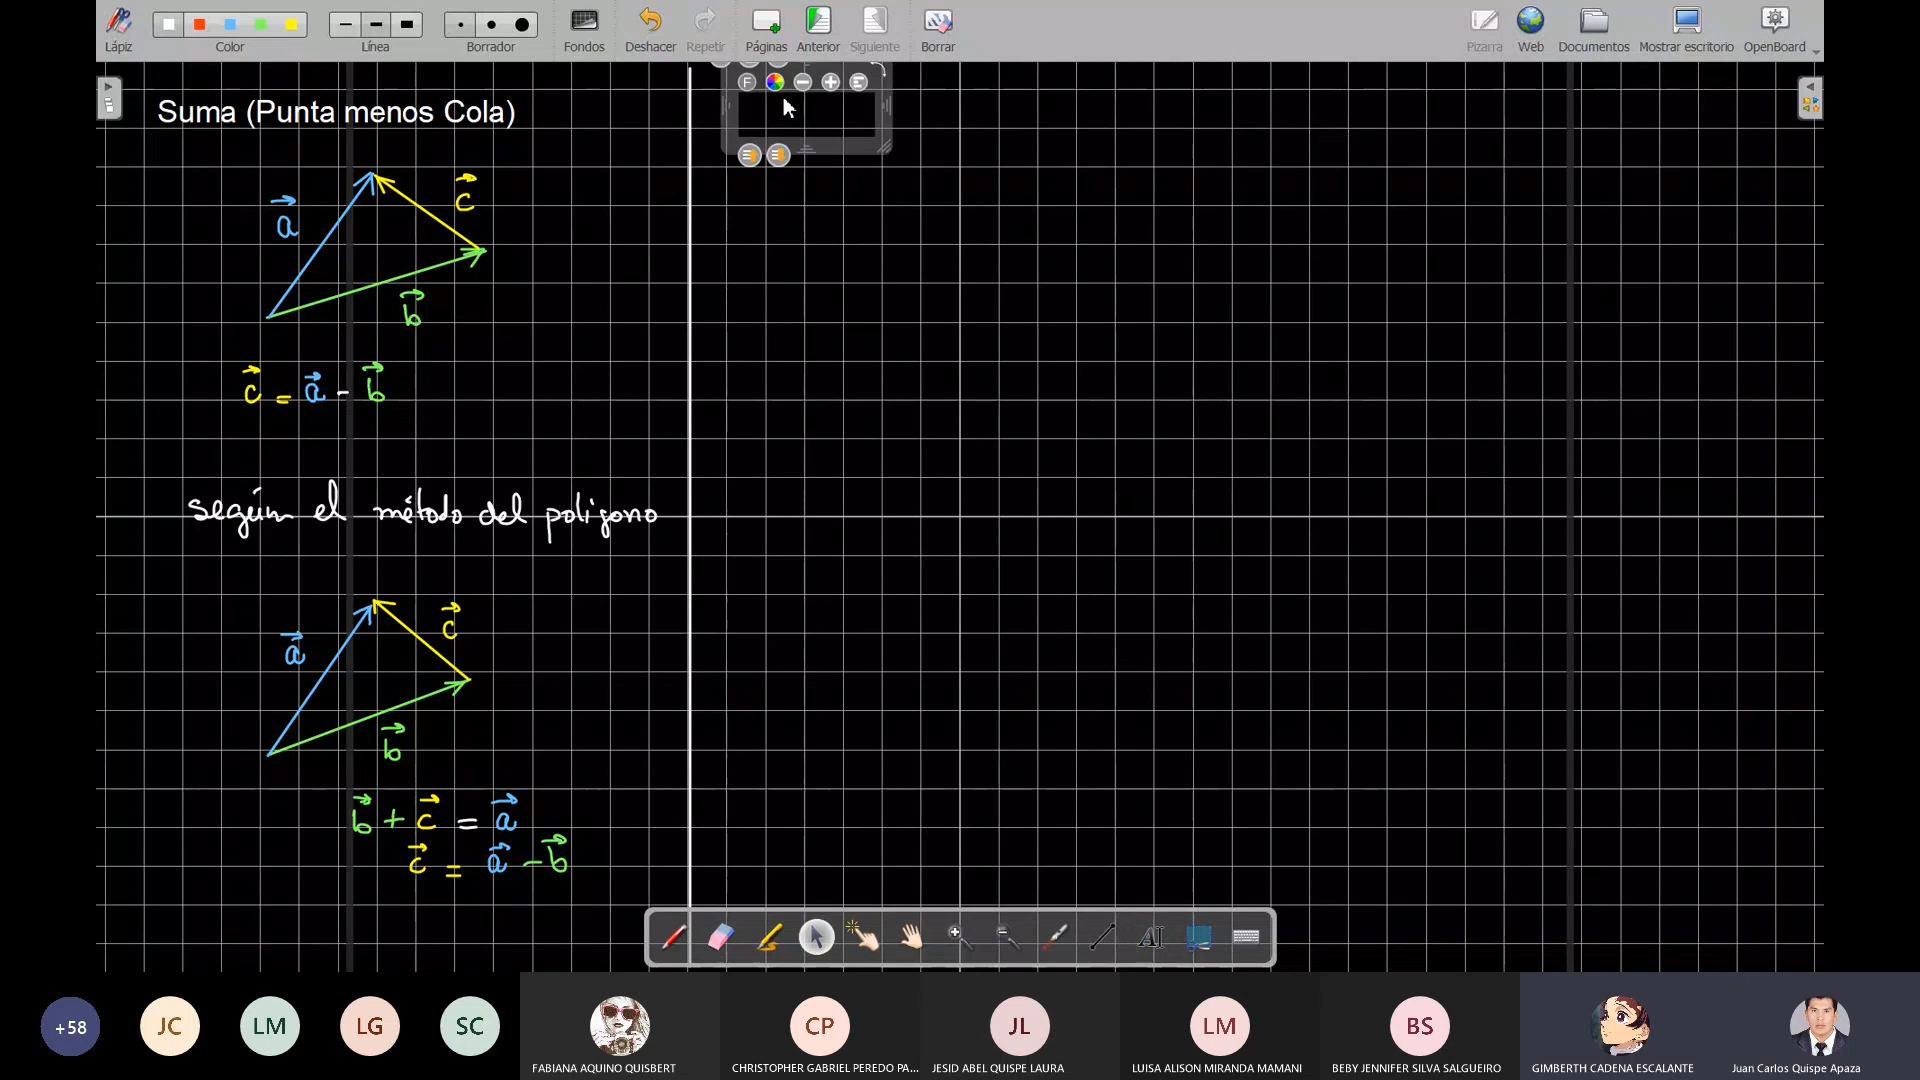 Lápiz
Color
Línea
Borrador
Fondos
Deshacer
Repetir
Páginas
Anterior
Siguiente
Borrar
Pizarra
Web
Documentos
Mostrar escritorio
OpenBoard
F
Suma (Punta menos Cola)
a
c
b
c = a - b
según el método del poligono
a
c
b
b + c = a
c = a - b
AI
+58
JC
LM
LG
SC
CP
JL
LM
BS
FABIANA AQUINO QUISBERT
CHRISTOPHER GABRIEL PEREDO PA...
JESID ABEL QUISPE LAURA
LUISA ALISON MIRANDA MAMANI
BEBY JENNIFER SILVA SALGUEIRO
GIMBERTH CADENA ESCALANTE
Juan Carlos Quispe Apaza